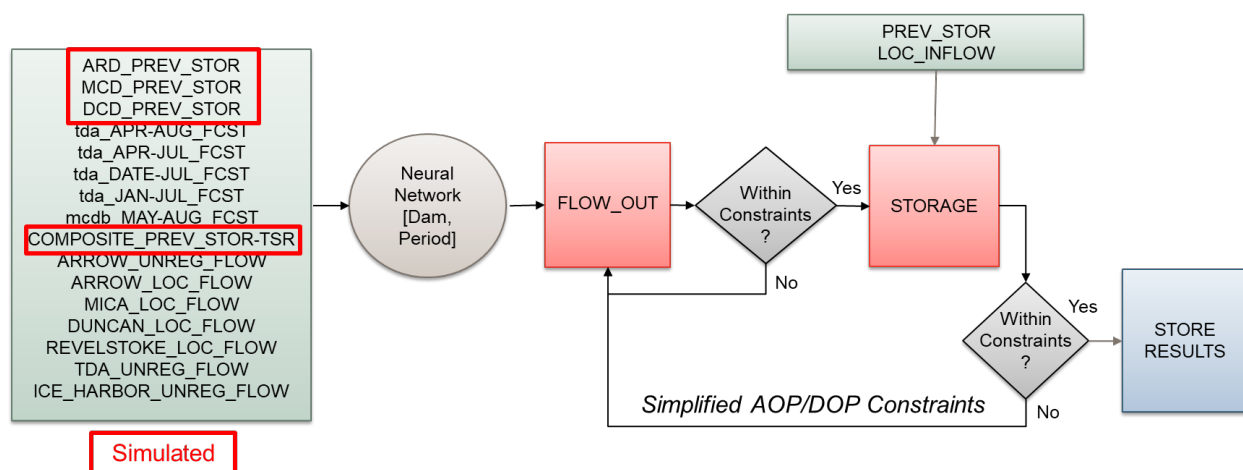 ARD_PREV_STOR
MCD_PREV_STOR
DCD_PREV_STOR
tda_APR-AUG_FCST
tda_APR-JUL_FCST
tda_DATE-JUL_FCST
tda_JAN-JUL_FCST
mcdb_MAY-AUG_FCST
COMPOSITE_PREV_STOR-TSR
ARROW_UNREG_FLOW
ARROW_LOC_FLOW
MICA_LOC_FLOW
DUNCAN_LOC_FLOW
REVELSTOKE_LOC_FLOW
TDA_UNREG_FLOW
ICE_HARBOR_UNREG_FLOW
Simulated
Neural
Network
[Dam,
Period]
FLOW_OUT
Within
Constraints
?
Yes
No
PREV_STOR
LOC_INFLOW
STORAGE
Within
Constraints
?
Yes
No
Simplified AOP/DOP Constraints
STORE
RESULTS